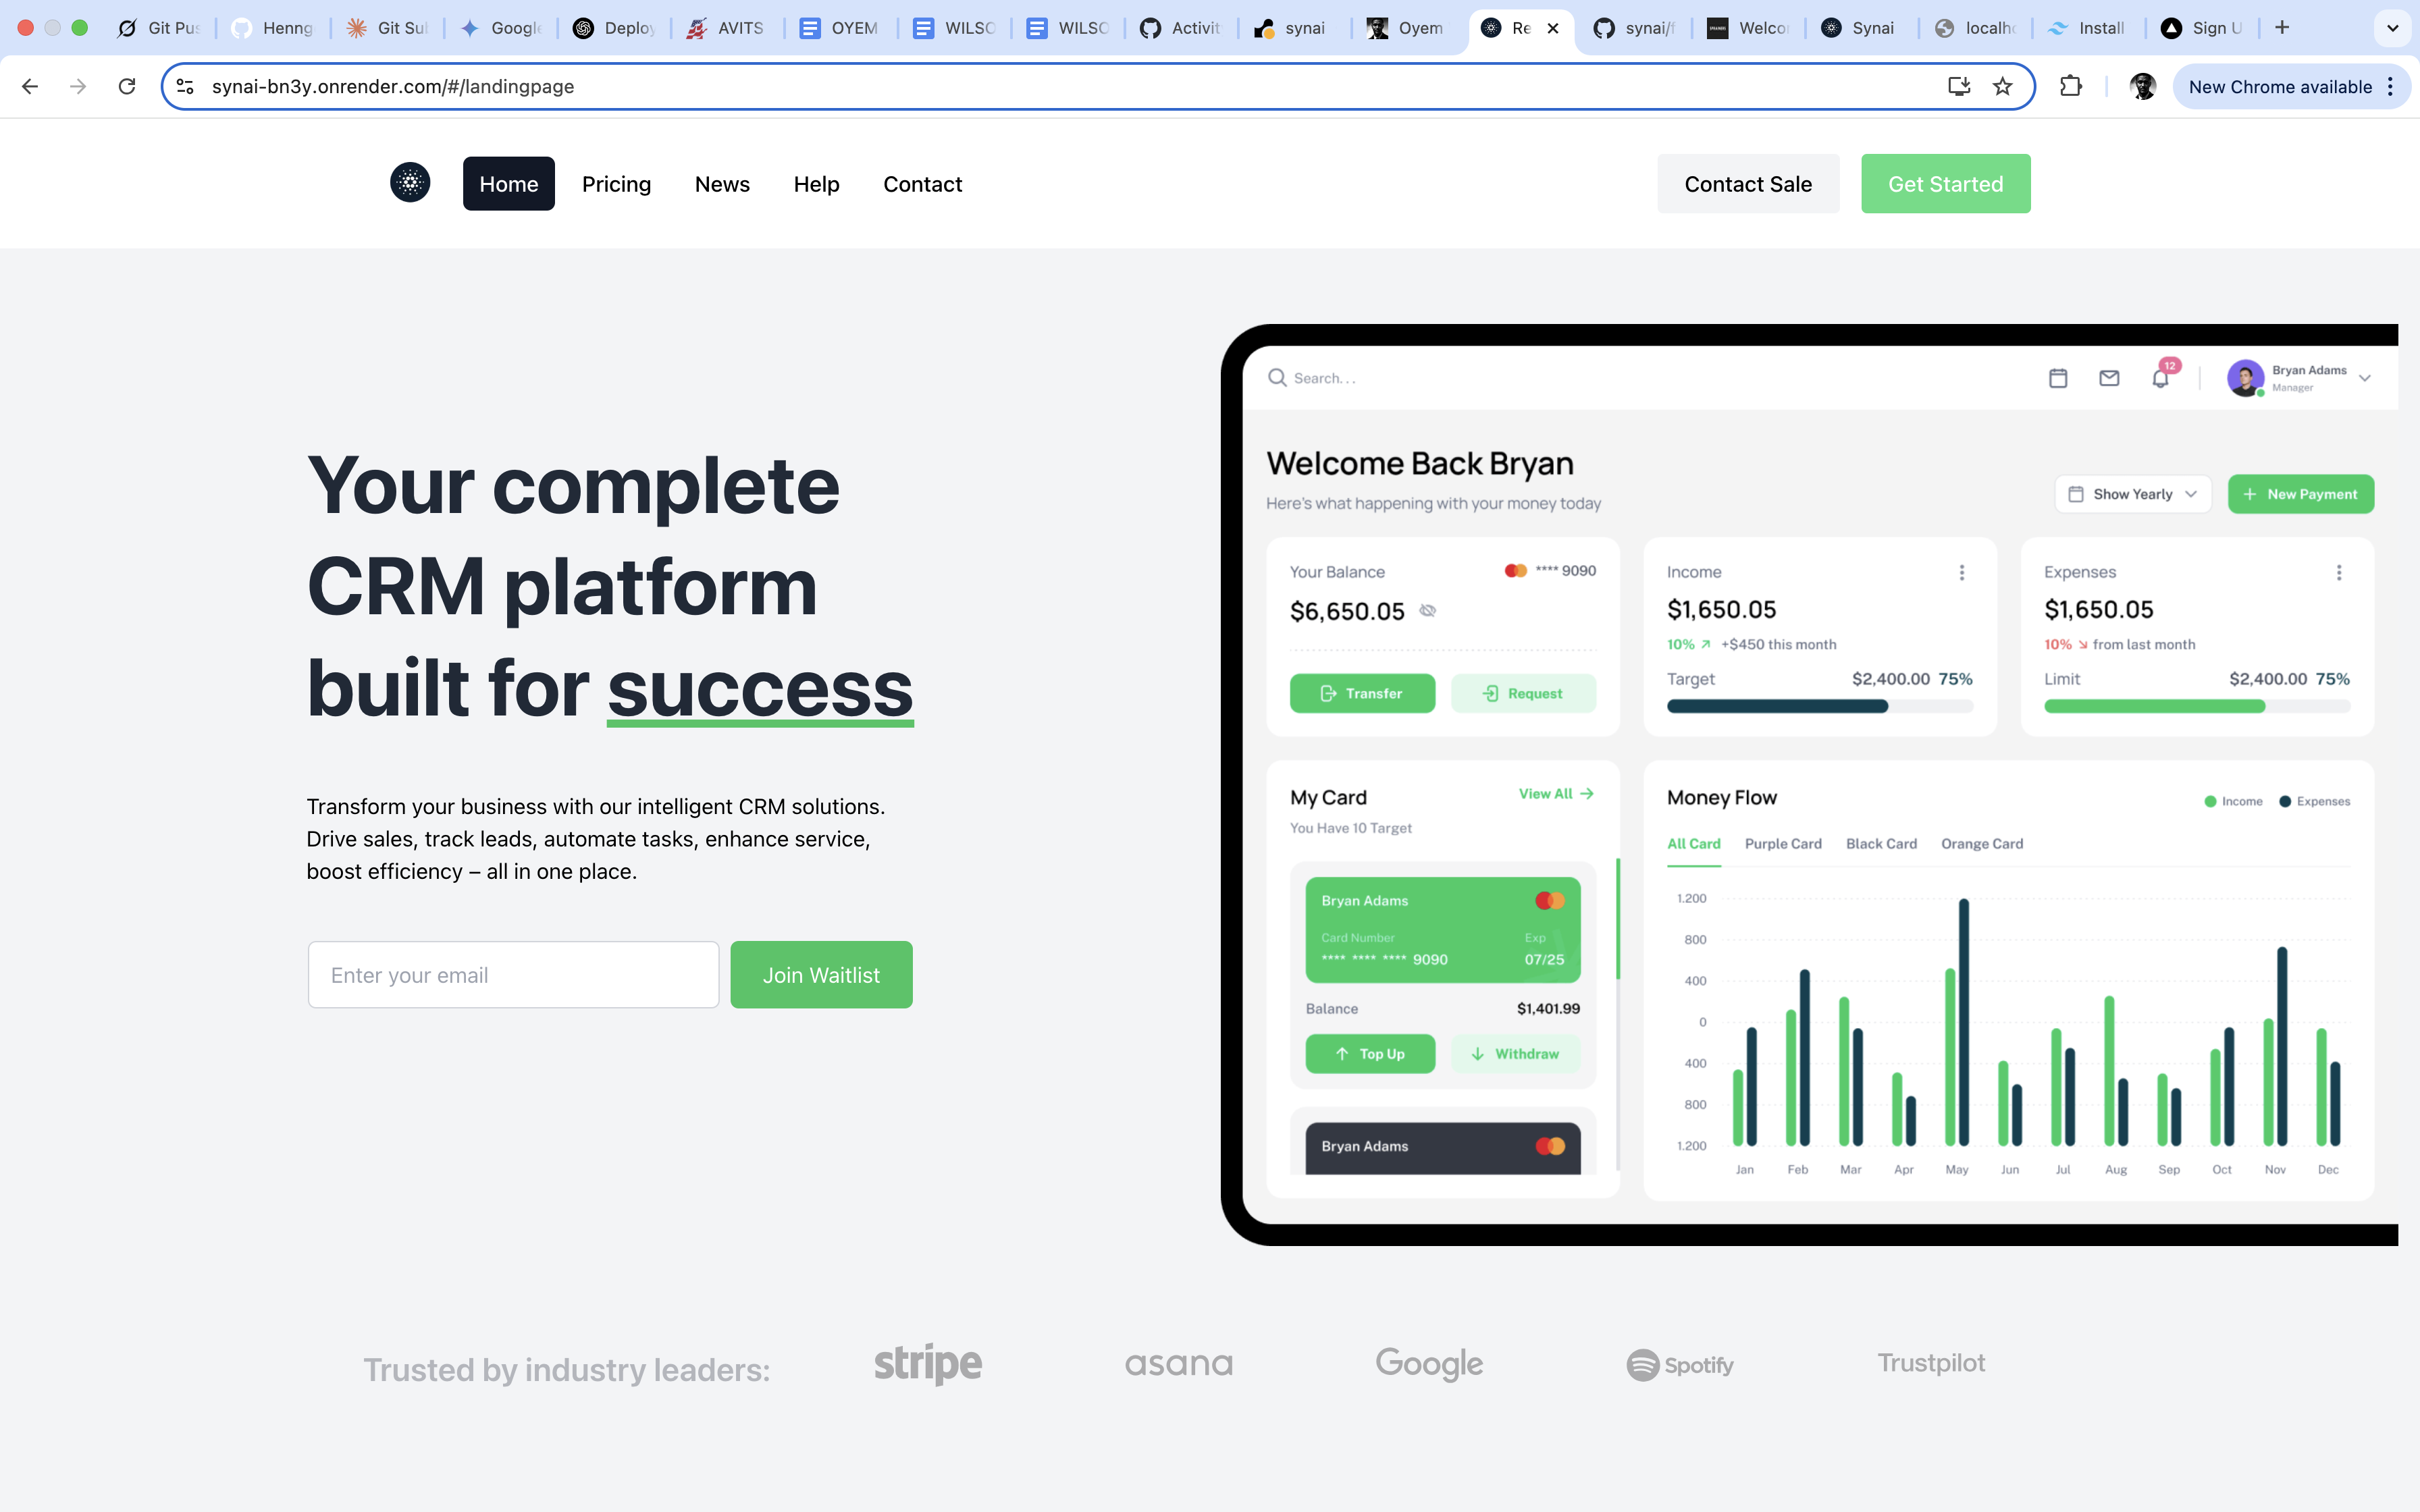 Git Pus
Henng
Git Sul
Google
Deploy
AVITS
OYEM
WILSO
WILSO
Activit
synai
Oyem
Re
synai/f
Welcor
Synai
localho
Install
Sign U
synai-bn3y.onrender.com/#/landingpage
New Chrome available
Home
Pricing
News
Help
Contact
Contact Sale
Get Started
Your complete
CRM platform
built for success
Transform your business with our intelligent CRM solutions.
Drive sales, track leads, automate tasks, enhance service,
boost efficiency – all in one place.
Enter your email
Join Waitlist
Search...
12
Bryan Adams
Manager
Welcome Back Bryan
Here's what happening with your money today
Show Yearly
New Payment
Your Balance
**** 9090
$6,650.05
Transfer
Request
Income
$1,650.05
10% +$450 this month
Target $2,400.00 75%
Expenses
$1,650.05
10% from last month
Limit $2,400.00 75%
My Card
View All
You Have 10 Target
Bryan Adams
Card Number
Exp
**** **** **** 9090
07/25
Balance $1,401.99
Top Up
Withdraw
Bryan Adams
Money Flow
Income
Expenses
All Card
Purple Card
Black Card
Orange Card
1.200
800
400
0
400
800
1.200
Jan Feb Mar Apr May Jun Jul Aug Sep Oct Nov Dec
Trusted by industry leaders:
stripe
asana
Google
Spotify
Trustpilot